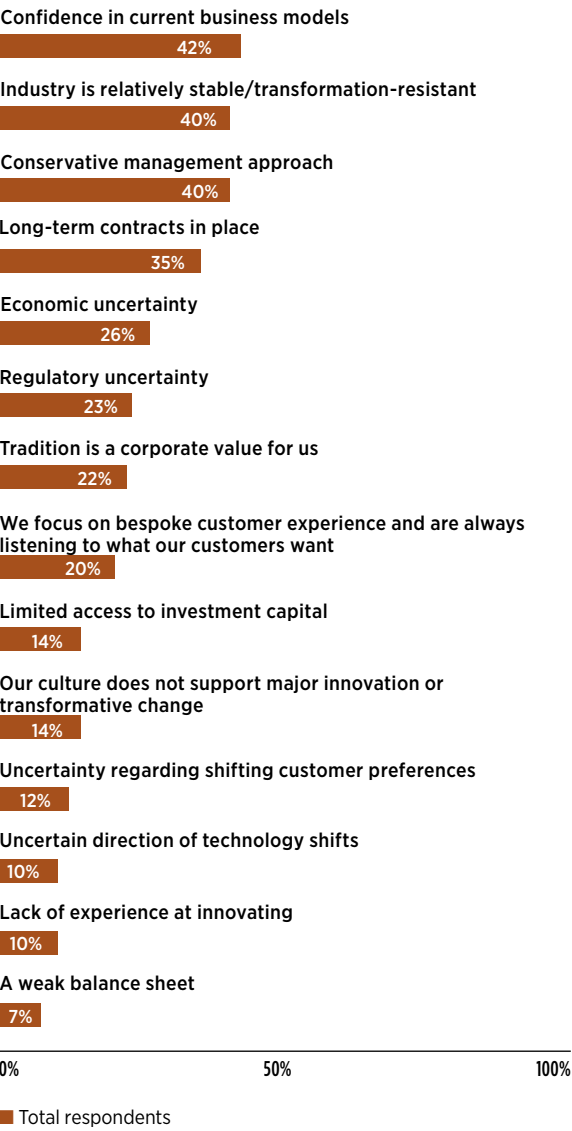 Confidence in current business models
42%
Industry is relatively stable/transformation-resistant
40%
Conservative management approach
40%
Long-term contracts in place
35%
Economic uncertainty
26%
Regulatory uncertainty
23%
Tradition is a corporate value for us
22%
We focus on bespoke customer experience and are always
listening to what our customers want
20%
Limited access to investment capital
14%
Our culture does not support major innovation or
transformative change
14%
Uncertainty regarding shifting customer preferences
12%
Uncertain direction of technology shifts
10%
Lack of experience at innovating
10%
A weak balance sheet
7%
0% 50% 100%
Total respondents